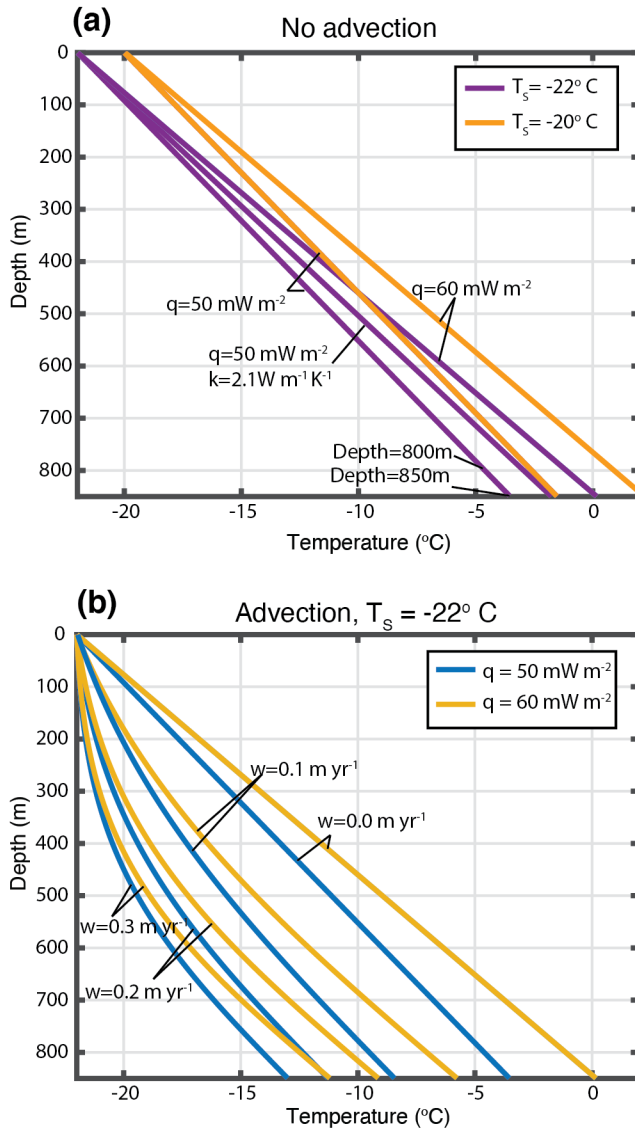 (a)
No advection
T_S= -22° C
T_S= -20° C
0
100
200
300
400
500
600
700
800
Depth (m)
q=50 mW m⁻²
q=60 mW m⁻²
q=50 mW m⁻²
k=2.1W m⁻¹ K⁻¹
Depth=800m
Depth=850m
-20
-15
-10
-5
0
Temperature (°C)
(b)
Advection, T_S = -22° C
q = 50 mW m⁻²
q = 60 mW m⁻²
0
100
200
300
400
500
600
700
800
Depth (m)
w=0.1 m yr⁻¹
w=0.0 m yr⁻¹
w=0.3 m yr⁻¹
w=0.2 m yr⁻¹
-20
-15
-10
-5
0
Temperature (°C)